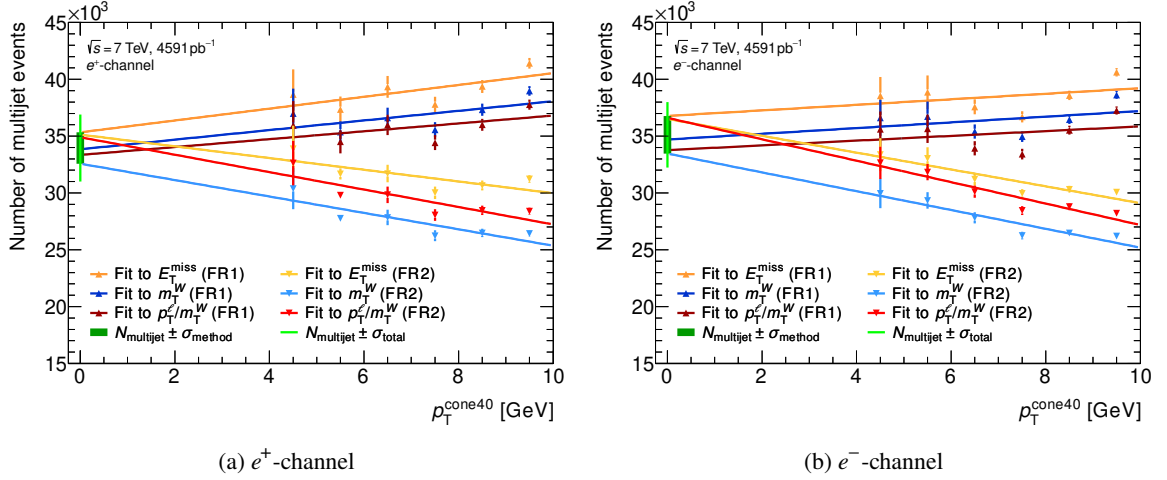 Number of multijet events
45×10³
40
35
30
25
20
15
√s = 7 TeV, 4591 pb⁻¹
e⁺-channel
Fit to E_T^miss (FR1)
Fit to E_T^miss (FR2)
Fit to m_T^W (FR1)
Fit to m_T^W (FR2)
Fit to p_T^ℓ/m_T^W (FR1)
Fit to p_T^ℓ/m_T^W (FR2)
N_multijet ± σ_method
N_multijet ± σ_total
0 2 4 6 8 10
p_T^cone40 [GeV]
(a) e⁺-channel
Number of multijet events
45×10³
40
35
30
25
20
15
√s = 7 TeV, 4591 pb⁻¹
e⁻-channel
Fit to E_T^miss (FR1)
Fit to E_T^miss (FR2)
Fit to m_T^W (FR1)
Fit to m_T^W (FR2)
Fit to p_T^ℓ/m_T^W (FR1)
Fit to p_T^ℓ/m_T^W (FR2)
N_multijet ± σ_method
N_multijet ± σ_total
0 2 4 6 8 10
p_T^cone40 [GeV]
(b) e⁻-channel